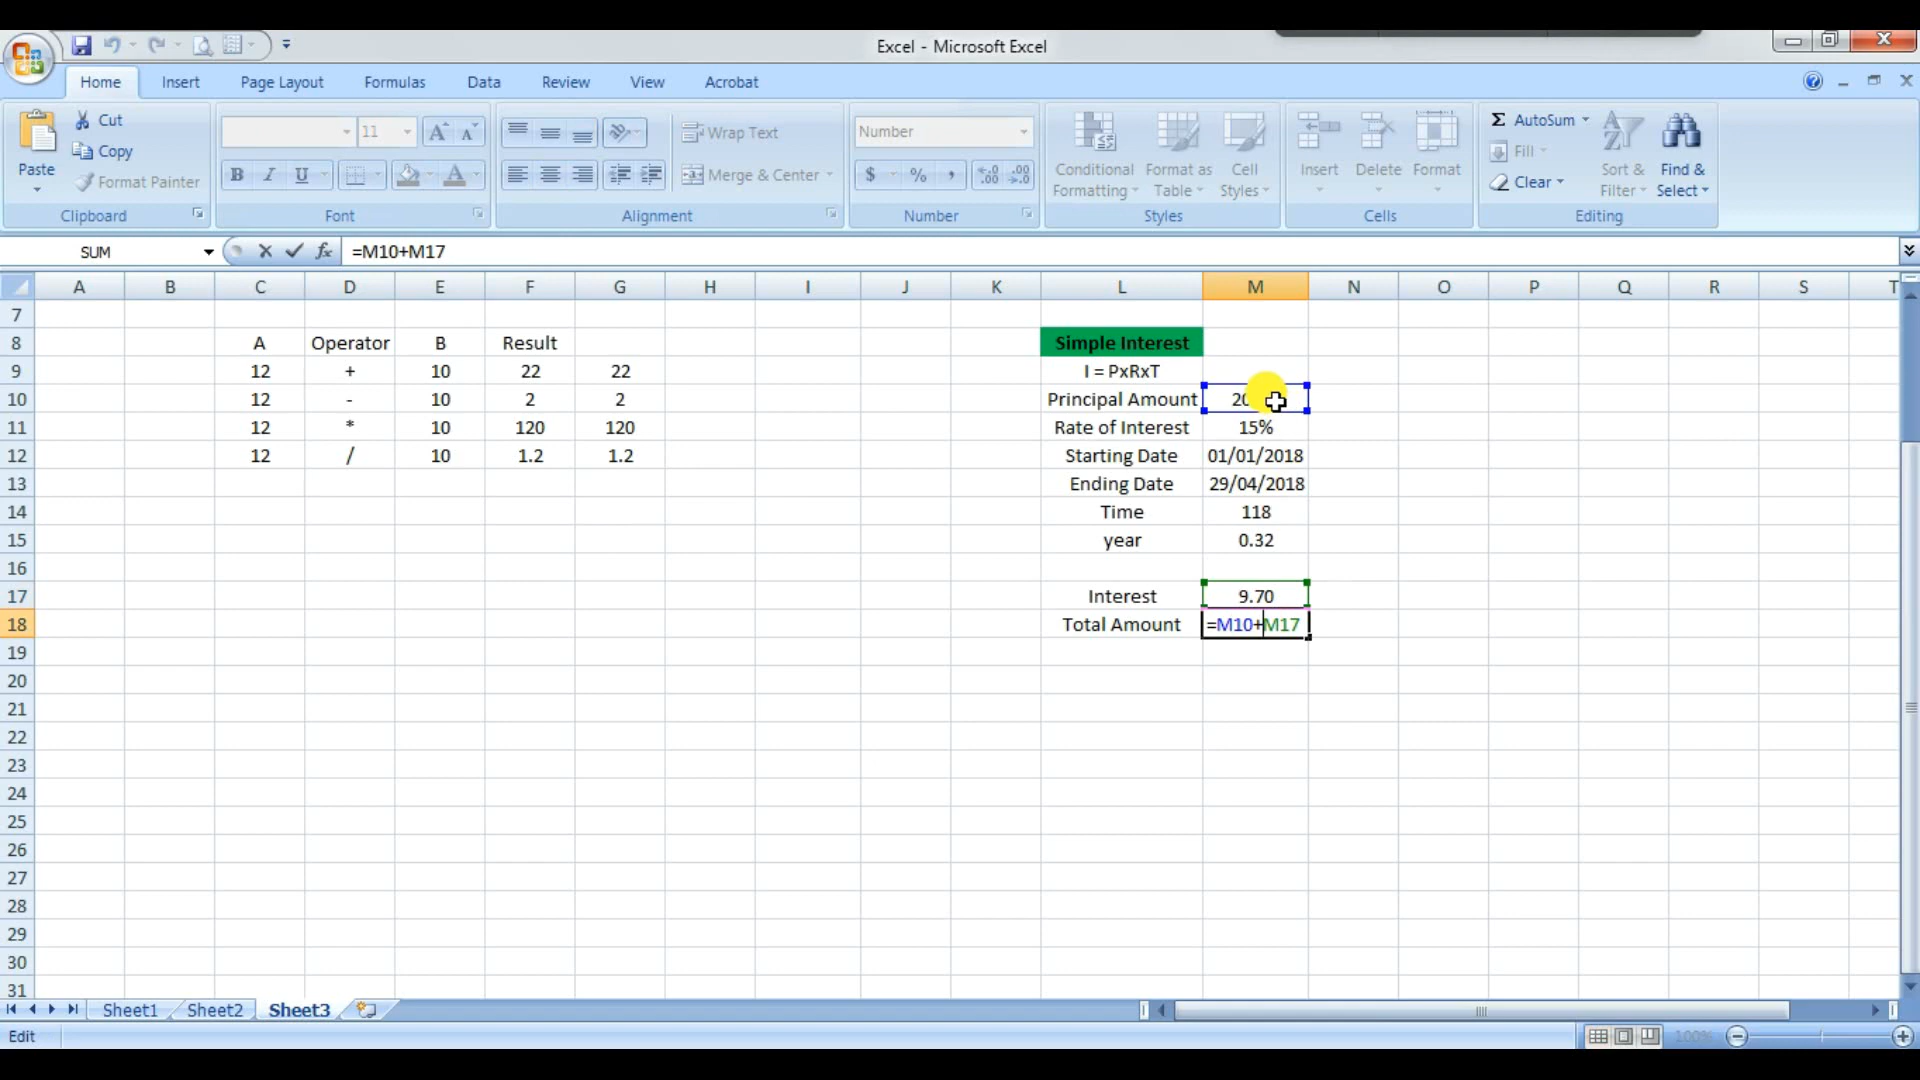 Excel - Microsoft Excel
Home Insert Page Layout Formulas Data Review View Acrobat
Paste
Cut
Copy
Format Painter
Clipboard
11
B I U
Font
Wrap Text
Merge & Center
Alignment
Number
$ % ,
Number
Conditional Formatting
Format as Table
Cell Styles
Styles
Insert Delete Format
Cells
Σ AutoSum
Fill
Clear
Sort & Filter
Find & Select
Editing
SUM fx =M10+M17
A B C D E F G H I J K L M N O P Q R S T
7
8 A Operator B Result Simple Interest
9 12 + 10 22 22 I = PxRxT
10 12 - 10 2 2 Principal Amount
11 12 * 10 120 120 Rate of Interest 15%
12 12 / 10 1.2 1.2 Starting Date 01/01/2018
13 Ending Date 29/04/2018
14 Time 118
15 year 0.32
16
17 Interest 9.70
18 Total Amount =M10+M17
19
20
21
22
23
24
25
26
27
28
29
30
31
Sheet1 Sheet2 Sheet3
Edit 100%